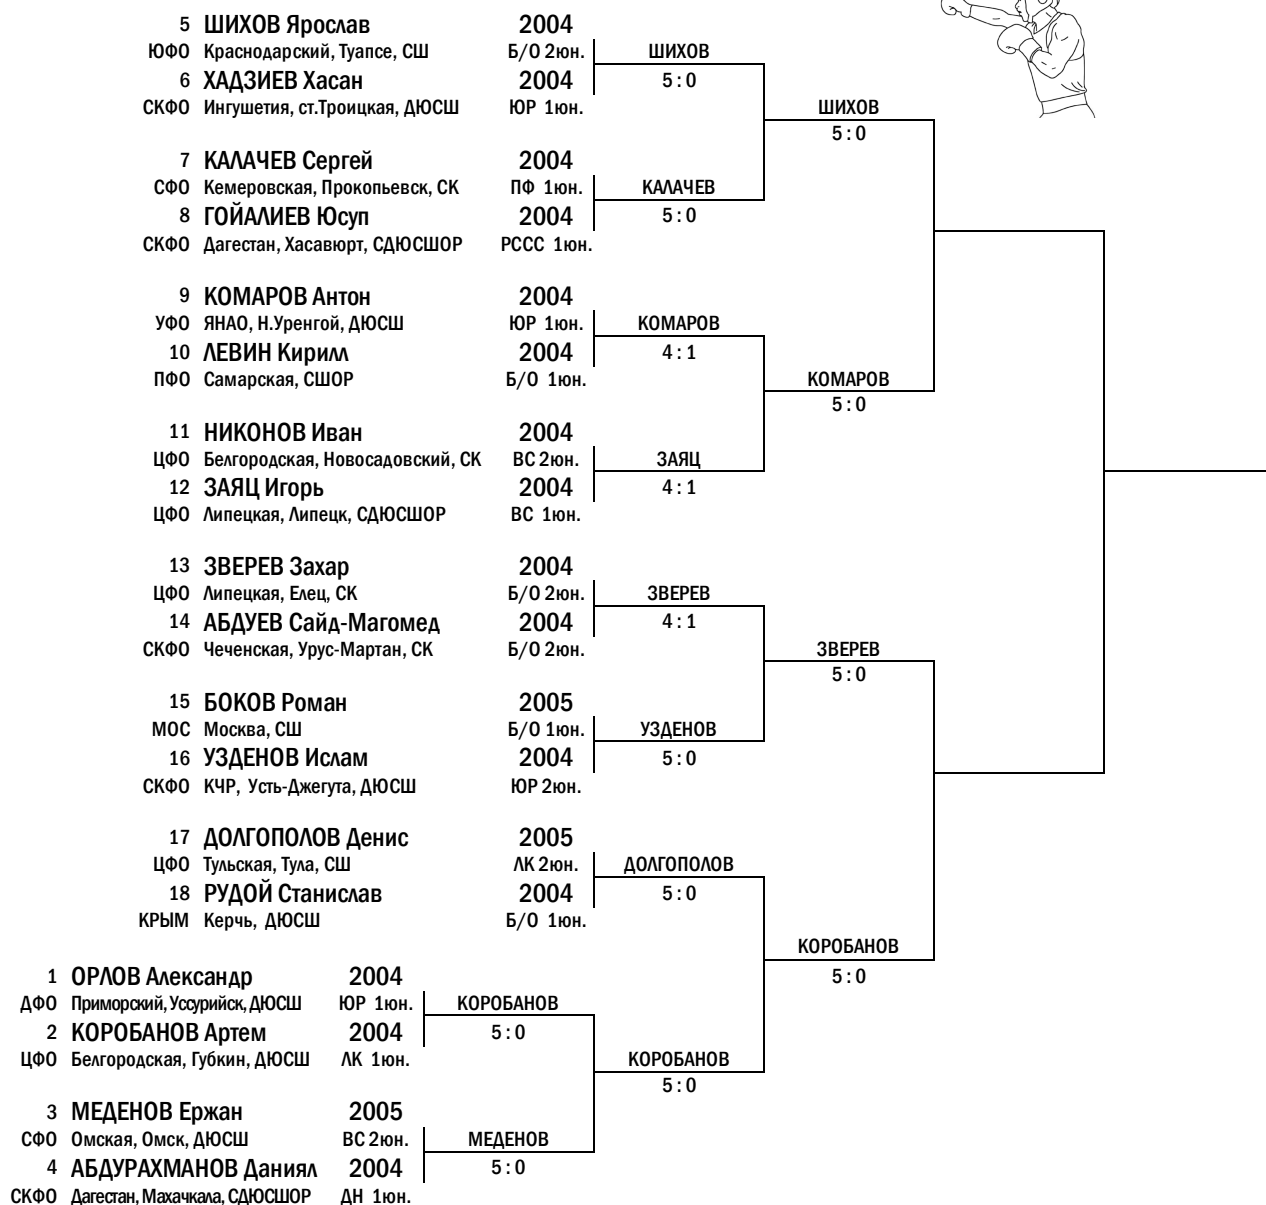 5 ШИХОВ Ярослав 2004
ЮФО Краснодарский, Туапсе, СШ Б/О 2юн. ШИХОВ
6 ХАДЗИЕВ Хасан 2004 5 : 0
СКФО Ингушетия, ст.Троицкая, ДЮСШ ЮР 1юн. ШИХОВ
5 : 0
7 КАЛАЧЕВ Сергей 2004
СФО Кемеровская, Прокопьевск, СК ПФ 1юн. КАЛАЧЕВ
8 ГОЙАЛИЕВ Юсуп 2004 5 : 0
СКФО Дагестан, Хасавюрт, СДЮСШОР РССС 1юн.
9 КОМАРОВ Антон 2004
УФО ЯНАО, Н.Уренгой, ДЮСШ ЮР 1юн. КОМАРОВ
10 ЛЕВИН Кирилл 2004 4 : 1
ПФО Самарская, СШОР Б/О 1юн. КОМАРОВ
5 : 0
11 НИКОНОВ Иван 2004
ЦФО Белгородская, Новосадовский, СК ВС 2юн. ЗАЯЦ
12 ЗАЯЦ Игорь 2004 4 : 1
ЦФО Липецкая, Липецк, СДЮСШОР ВС 1юн.
13 ЗВЕРЕВ Захар 2004
ЦФО Липецкая, Елец, СК Б/О 2юн. ЗВЕРЕВ
14 АБДУЕВ Сайд-Магомед 2004 4 : 1
СКФО Чеченская, Урус-Мартан, СК Б/О 2юн. ЗВЕРЕВ
5 : 0
15 БОКОВ Роман 2005
МОС Москва, СШ Б/О 1юн. УЗДЕНОВ
16 УЗДЕНОВ Ислам 2004 5 : 0
СКФО КЧР, Усть-Джегута, ДЮСШ ЮР 2юн.
17 ДОЛГОПОЛОВ Денис 2005
ЦФО Тульская, Тула, СШ ЛК 2юн. ДОЛГОПОЛОВ
18 РУДОЙ Станислав 2004 5 : 0
КРЫМ Керчь, ДЮСШ Б/О 1юн.
КОРОБАНОВ
1 ОРЛОВ Александр 2004 5 : 0
ДФО Приморский, Уссурийск, ДЮСШ ЮР 1юн. КОРОБАНОВ
2 КОРОБАНОВ Артем 2004 5 : 0
ЦФО Белгородская, Губкин, ДЮСШ ЛК 1юн. КОРОБАНОВ
5 : 0
3 МЕДЕНОВ Ержан 2005
СФО Омская, Омск, ДЮСШ ВС 2юн. МЕДЕНОВ
4 АБДУРАХМАНОВ Даниял 2004 5 : 0
СКФО Дагестан, Махачкала, СДЮСШОР ДН 1юн.